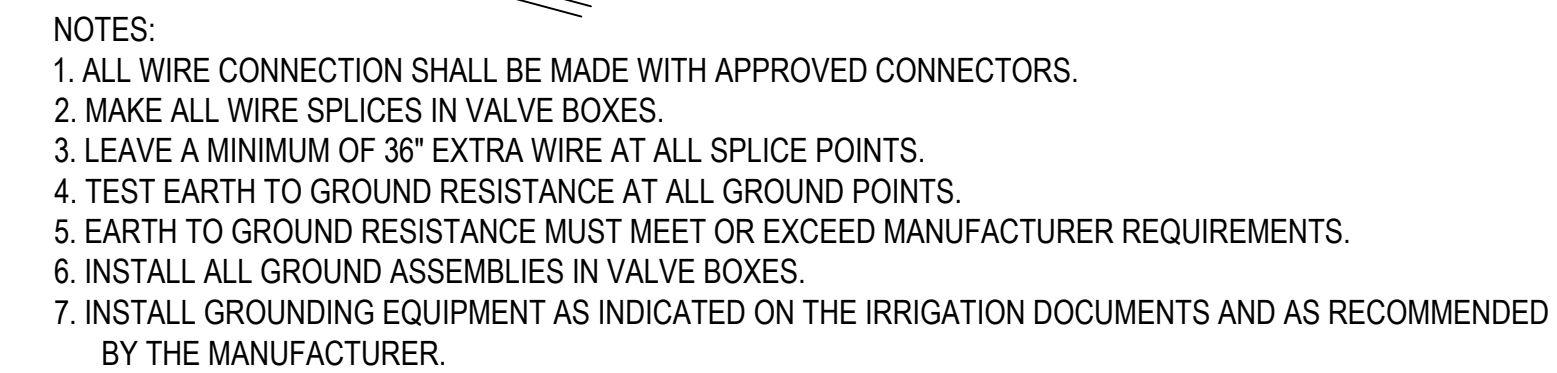 NOTES:
1. ALL WIRE CONNECTION SHALL BE MADE WITH APPROVED CONNECTORS.
2. MAKE ALL WIRE SPLICES IN VALVE BOXES.
3. LEAVE A MINIMUM OF 36" EXTRA WIRE AT ALL SPLICE POINTS.
4. TEST EARTH TO GROUND RESISTANCE AT ALL GROUND POINTS.
5. EARTH TO GROUND RESISTANCE MUST MEET OR EXCEED MANUFACTURER REQUIREMENTS.
6. INSTALL ALL GROUND ASSEMBLIES IN VALVE BOXES.
7. INSTALL GROUNDING EQUIPMENT AS INDICATED ON THE IRRIGATION DOCUMENTS AND AS RECOMMENDED
BY THE MANUFACTURER.